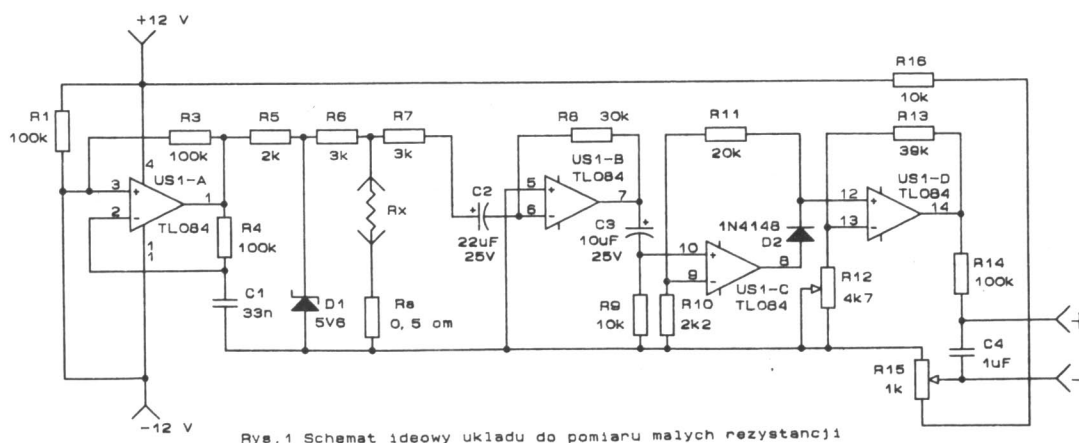 +12 V
R16
10k
R1
100k
R3
100k
R5
2k
R6
3k
R7
3k
R8 30k
R11
20k
R13
39k
4
US1-A
3
2
1
TL084
1
1
R4
100k
C1
33n
D1
5V6
Rx
Rs
0,5 om
C2
22uF
25V
US1-B
TL084
5
6
7
C3
10uF
25V
R9
10k
R10
2k2
10
9
8
US1-C
TL084
1N4148
D2
12
13
US1-D
TL084
14
R12
4k7
R14
100k
C4
1uF
R15
1k
+
-
-12 V
Rys.1 Schemat ideowy ukladu do pomiaru malych rezystancji